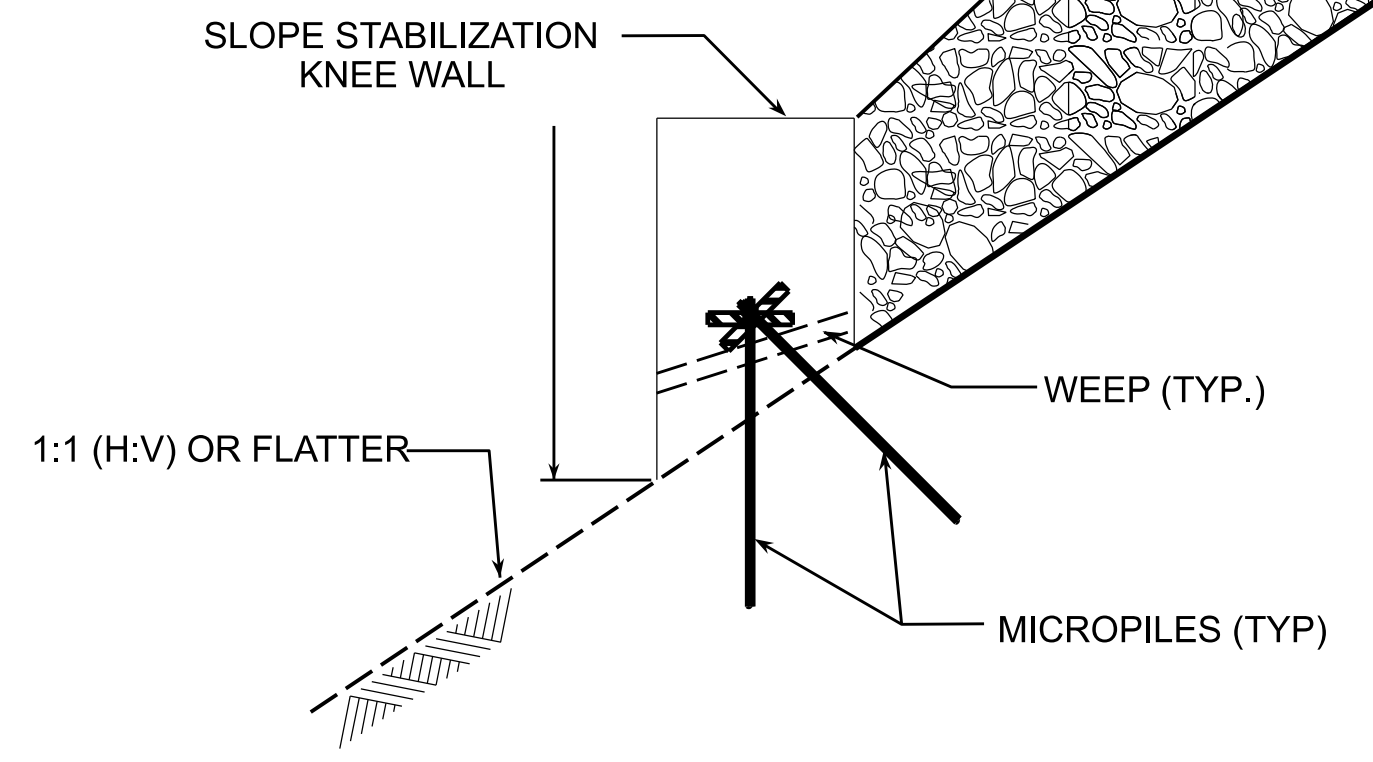 SLOPE STABILIZATION
KNEE WALL
WEEP (TYP.)
1:1 (H:V) OR FLATTER
MICROPILES (TYP)